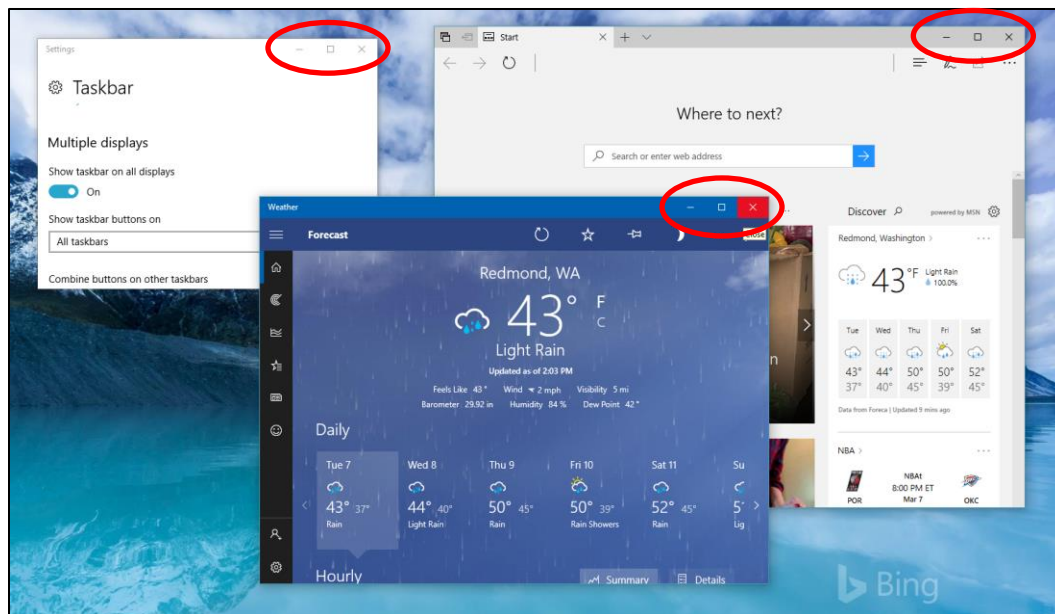 Settings
Taskbar
Multiple displays
Show taskbar on all displays
On
Show taskbar buttons on
All taskbars
Combine buttons on other taskbars
Start
Where to next?
Search or enter web address
Discover
powered by MSN
Redmond, Washington >
43°F Light Rain
100.0%
Tue Wed Thu Fri Sat
43° 44° 50° 50° 52°
37° 40° 45° 39° 45°
Data from Foreca | Updated 9 mins ago
NBA >
NBAt
8:00 PM ET
POR Mar 7 OKC
Weather
Forecast
Redmond, WA
43° F
C
Light Rain
Updated as of 2:03 PM
Feels Like 43° Wind 2 mph Visibility 5 mi
Barometer 29.92 in Humidity 84 % Dew Point 42°
Daily
Tue 7 Wed 8 Thu 9 Fri 10 Sat 11 Su
43° 37° 44° 40° 50° 45° 50° 39° 52° 45° 5
Rain Light Rain Rain Rain Showers Rain Lig
Hourly
Summary Details
Bing